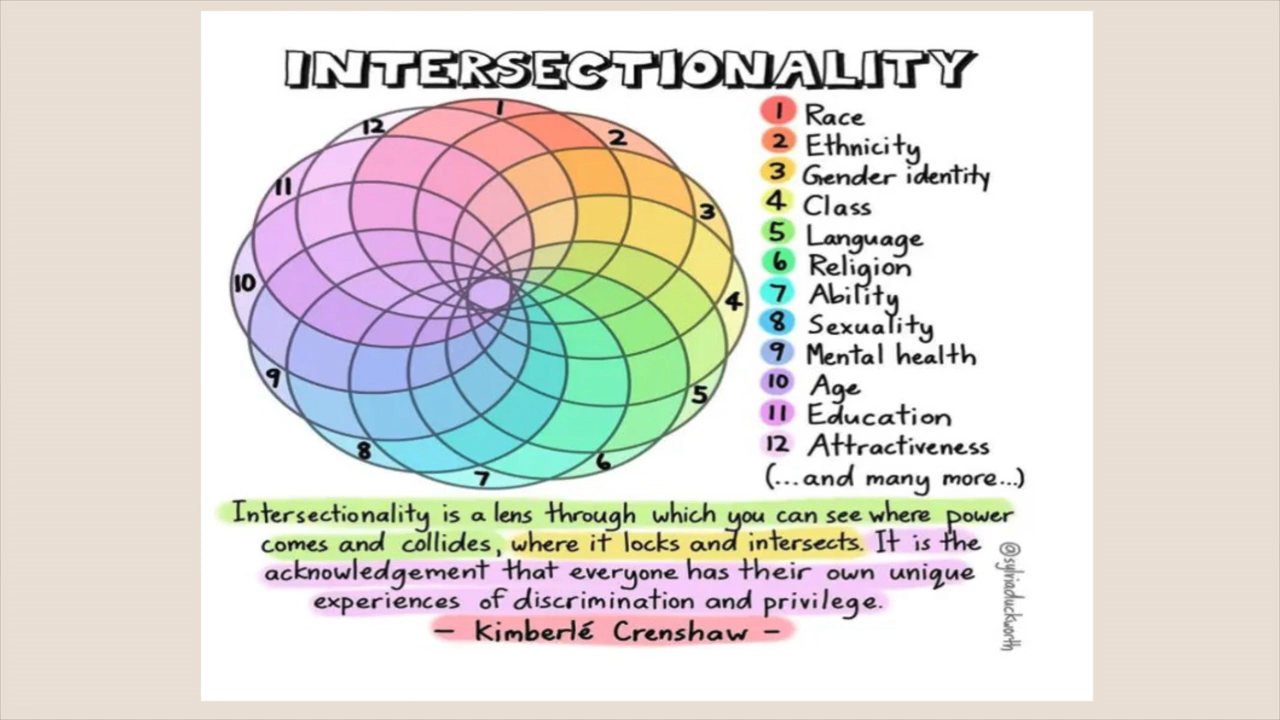 INTERSECTIONALITY
1 Race
2 Ethnicity
3 Gender identity
4 Class
5 Language
6 Religion
7 Ability
8 Sexuality
9 Mental health
10 Age
11 Education
12 Attractiveness
(...and many more...)
1
2
3
4
5
6
7
8
9
10
11
12
Intersectionality is a lens through which you can see where power
comes and collides, where it locks and intersects. It is the
acknowledgement that everyone has their own unique
experiences of discrimination and privilege.
- Kimberlé Crenshaw -
@sylviaduckworth